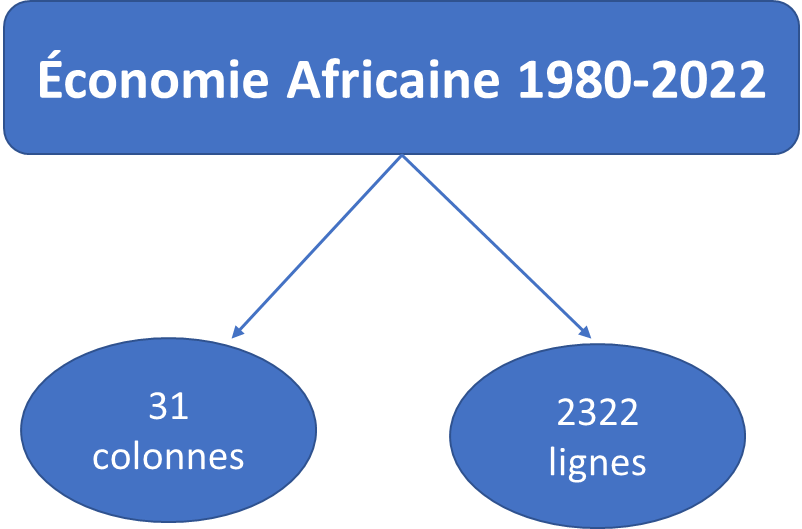 Économie Africaine 1980-2022
31
colonnes
2322
lignes